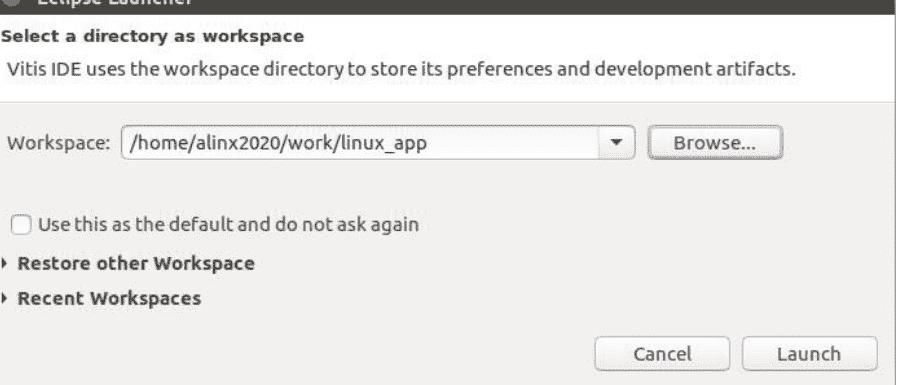 Eclipse Launcher
Select a directory as workspace
Vitis IDE uses the workspace directory to store its preferences and development artifacts.
Workspace: /home/alinx2020/work/linux_app Browse...
Use this as the default and do not ask again
Restore other Workspace
Recent Workspaces
Cancel Launch